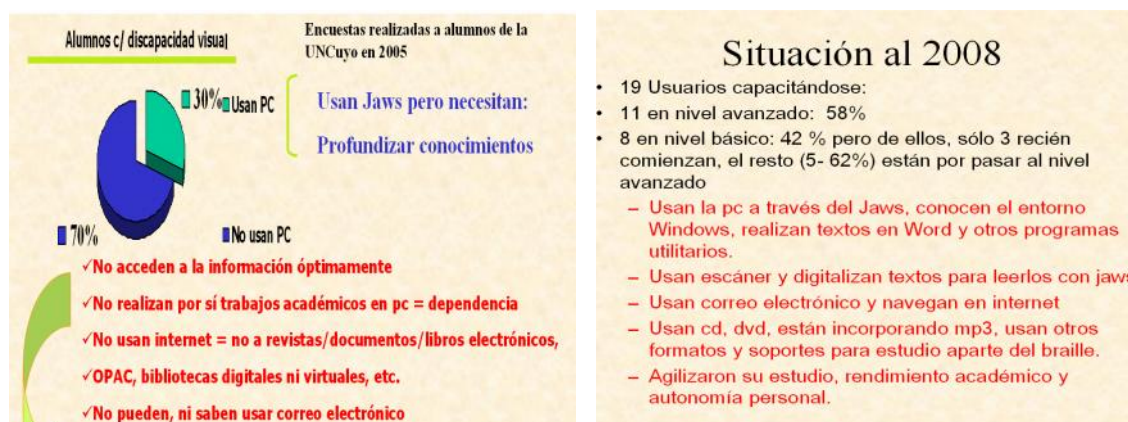 Alumnos c/ discapacidad visual
Encuestas realizadas a alumnos de la
UNCuyo en 2005
30% Usan PC
Usan Jaws pero necesitan:
Profundizar conocimientos
70%
No usan PC
✓No acceden a la información óptimamente
✓No realizan por sí trabajos académicos en pc = dependencia
✓No usan internet = no a revistas/documentos/libros electrónicos,
✓OPAC, bibliotecas digitales ni virtuales, etc.
✓No pueden, ni saben usar correo electrónico
Situación al 2008
• 19 Usuarios capacitándose:
• 11 en nivel avanzado: 58%
• 8 en nivel básico: 42 % pero de ellos, sólo 3 recién
comienzan, el resto (5- 62%) están por pasar al nivel
avanzado
– Usan la pc a través del Jaws, conocen el entorno
Windows, realizan textos en Word y otros programas
utilitarios.
– Usan escáner y digitalizan textos para leerlos con jaws
– Usan correo electrónico y navegan en internet
– Usan cd, dvd, están incorporando mp3, usan otros
formatos y soportes para estudio aparte del braille.
– Agilizaron su estudio, rendimiento académico y
autonomía personal.